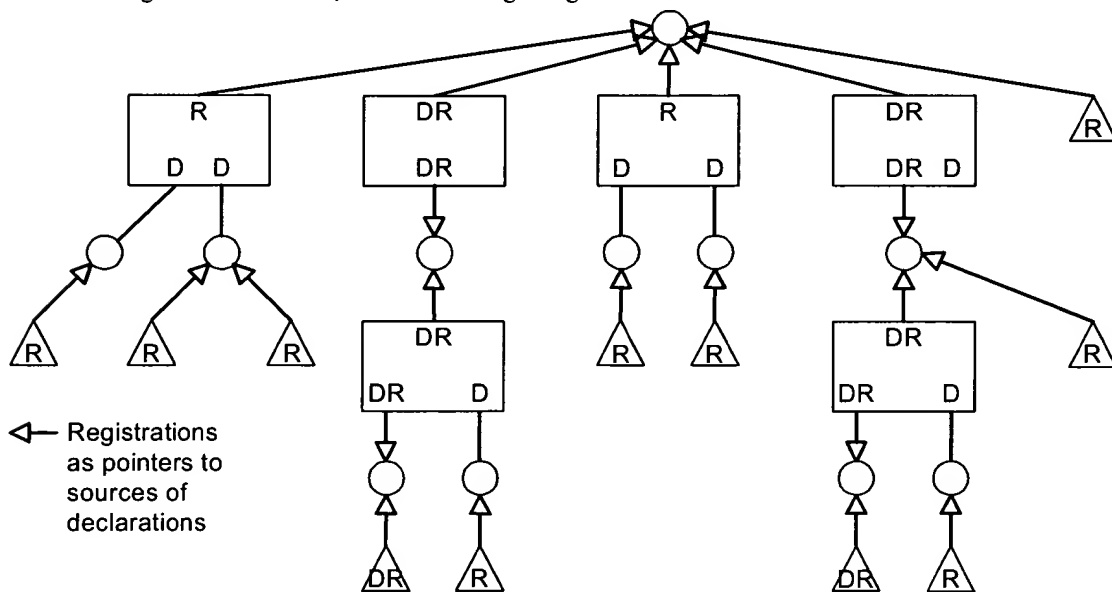 R DR R DR R
D D DR D D DR D
R R R DR R R DR R
DR D DR D
Registrations
as pointers to
sources of
declarations
DR R DR R